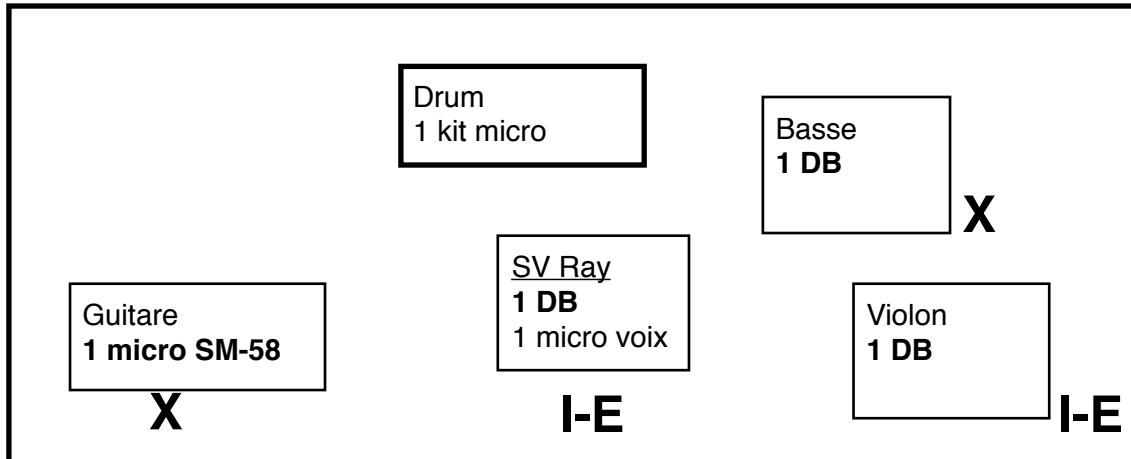 Drum
1 kit micro
Basse
1 DB
X
SV Ray
1 DB
1 micro voix
I-E
Guitare
1 micro SM-58
X
Violon
1 DB
I-E